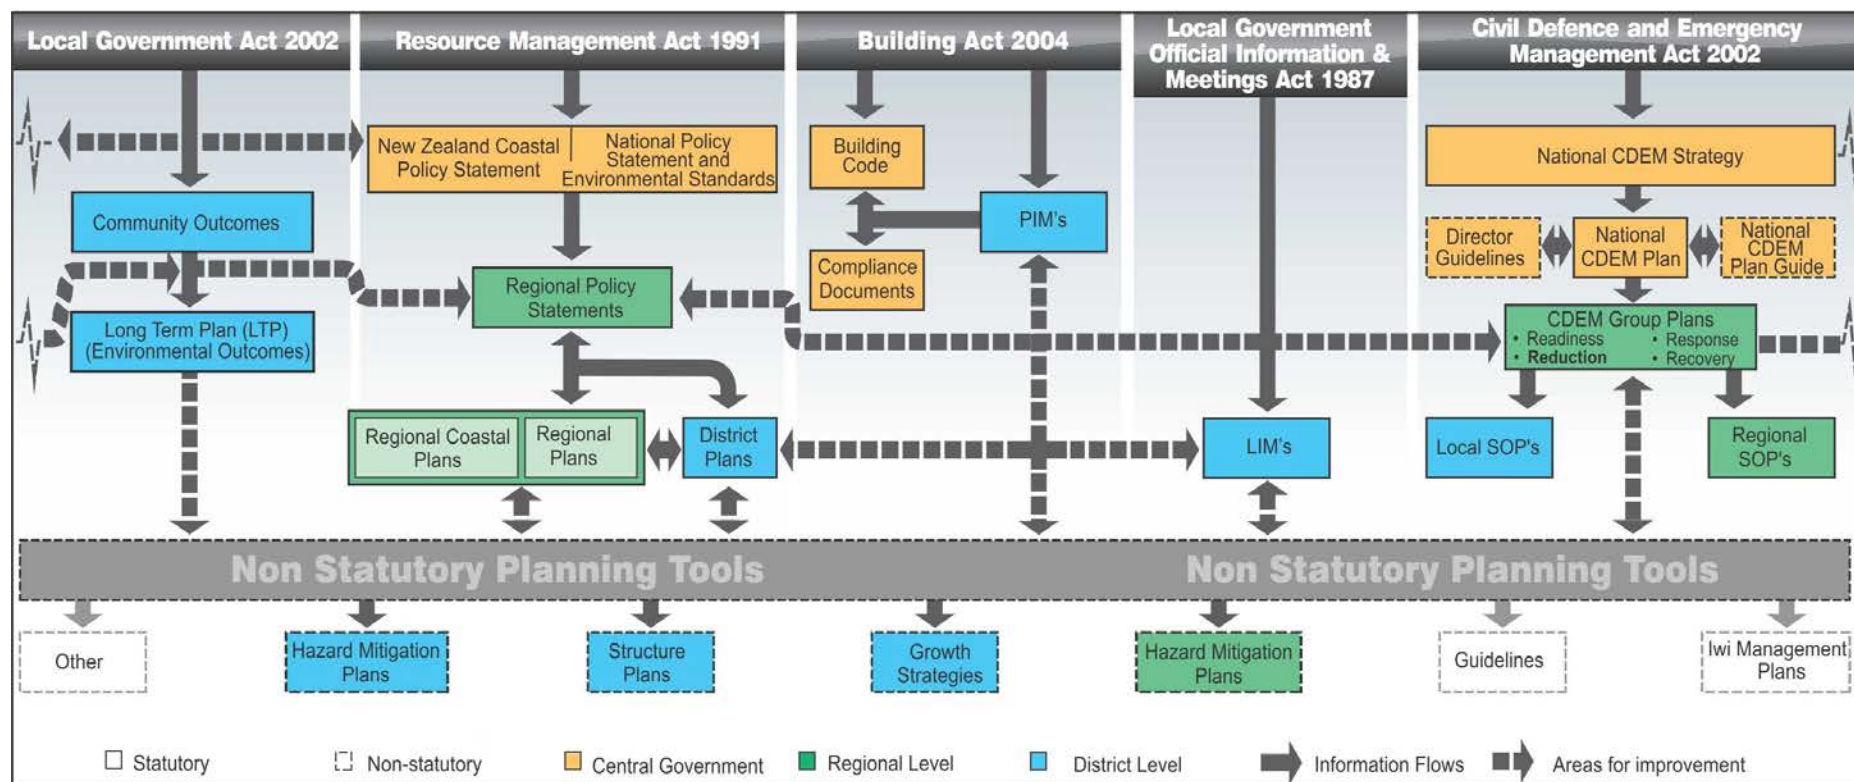 Local Government Act 2002
Resource Management Act 1991
Building Act 2004
Local Government
Official Information &
Meetings Act 1987
Civil Defence and Emergency
Management Act 2002
New Zealand Coastal
Policy Statement
National Policy
Statement and
Environmental Standards
Building
Code
National CDEM Strategy
Community Outcomes
PIM's
Director
Guidelines
National
CDEM Plan
National
CDEM
Plan Guide
Compliance
Documents
Regional Policy
Statements
Long Term Plan (LTP)
(Environmental Outcomes)
CDEM Group Plans
• Readiness
• Reduction
• Response
• Recovery
Regional Coastal
Plans
Regional
Plans
District
Plans
LIM's
Local SOP's
Regional
SOP's
Non Statutory Planning Tools
Non Statutory Planning Tools
Other
Hazard Mitigation
Plans
Structure
Plans
Growth
Strategies
Hazard Mitigation
Plans
Guidelines
Iwi Management
Plans
Statutory
Non-statutory
Central Government
Regional Level
District Level
Information Flows
Areas for improvement